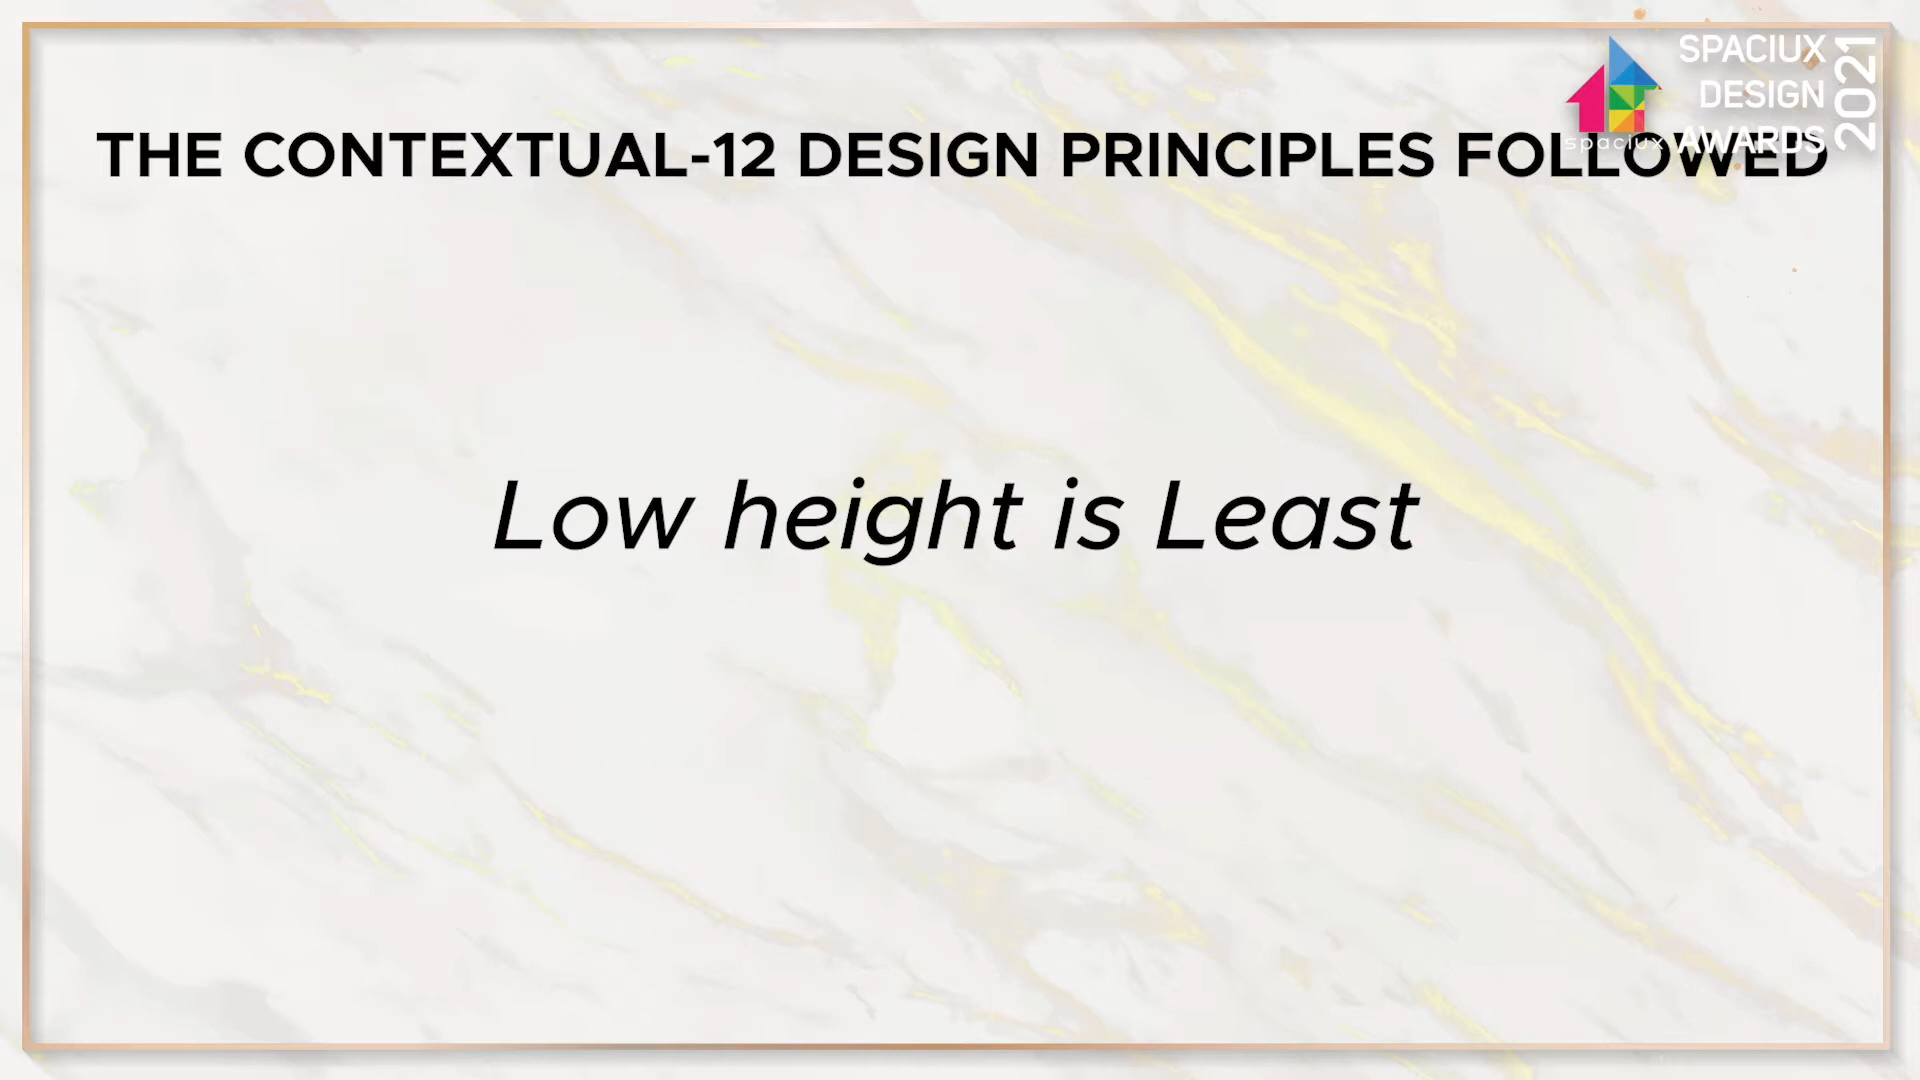 SPACIUX
DESIGN
AWARDS
2021
spaciux
THE CONTEXTUAL-12 DESIGN PRINCIPLES FOLLOWED
Low height is Least